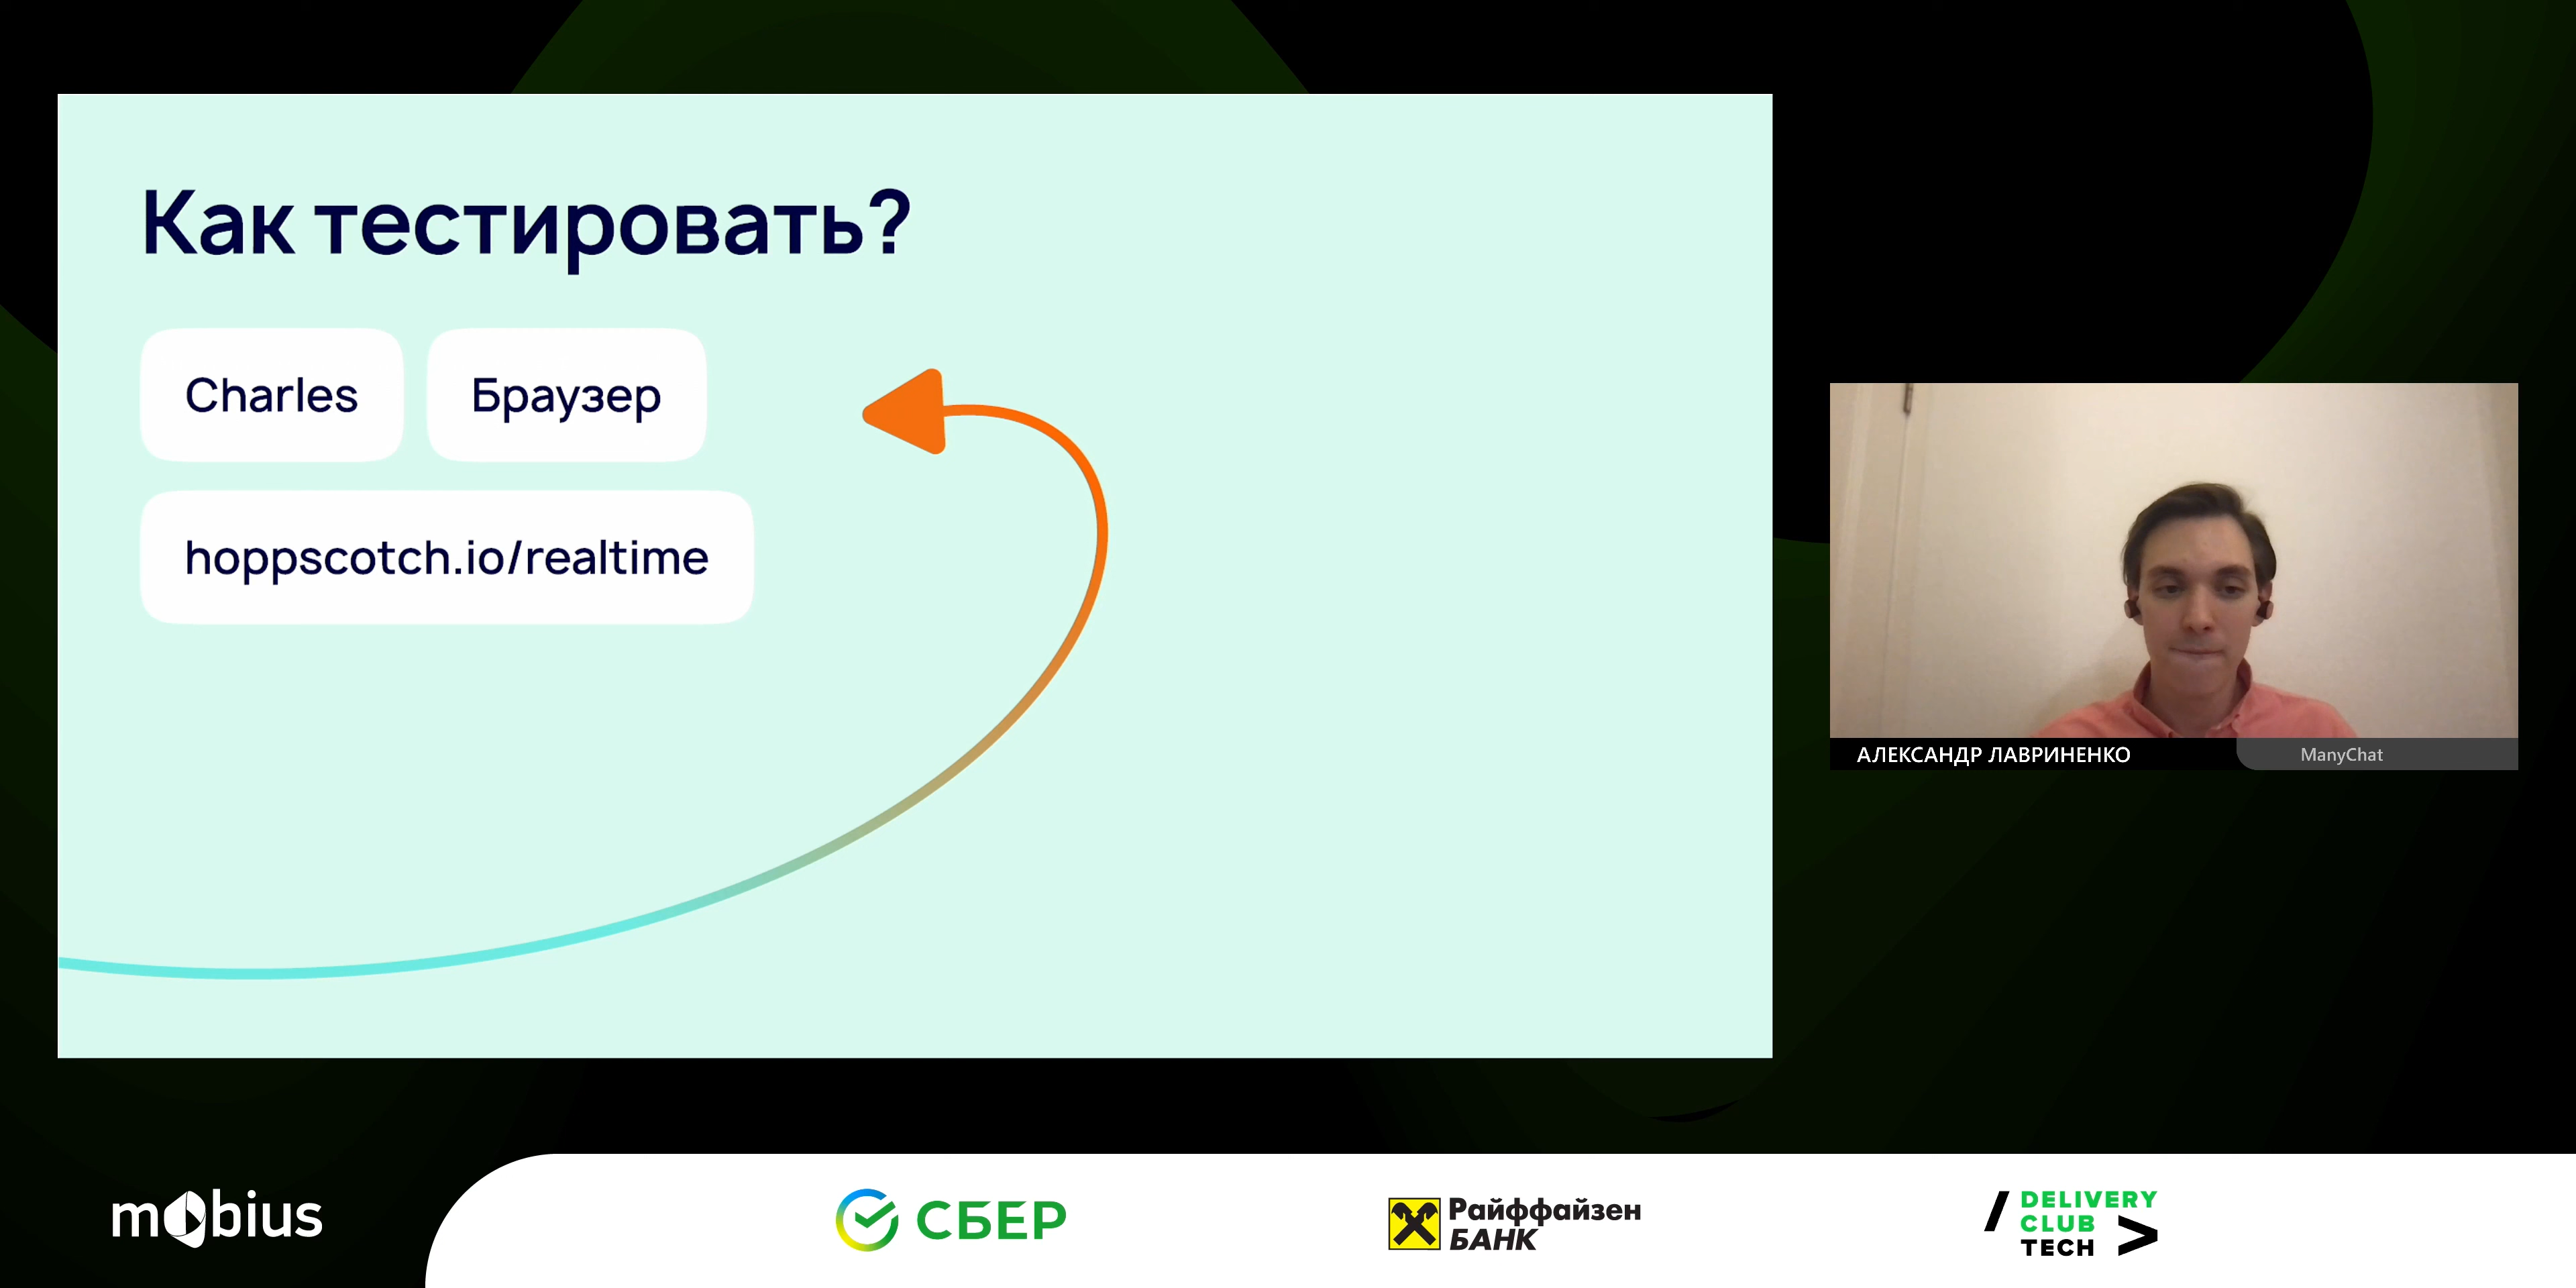 Как тестировать?
Charles
Браузер
hoppscotch.io/realtime
АЛЕКСАНДР ЛАВРИНЕНКО
ManyChat
mobius
СБЕР
Райффайзен
БАНК
DELIVERY
CLUB
TECH